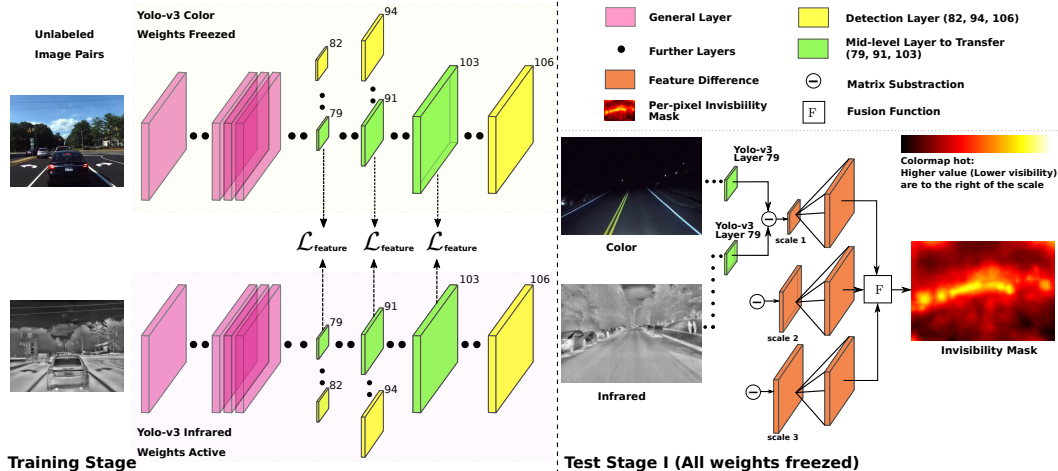 Unlabeled
Image Pairs
Yolo-v3 Color
Weights Freezed
82
94
79
91
103
106
ℒfeature
ℒfeature
ℒfeature
79
91
103
106
82
94
Yolo-v3 Infrared
Weights Active
Training Stage
General Layer
Further Layers
Feature Difference
Per-pixel Invisbiility
Mask
Detection Layer (82, 94, 106)
Mid-level Layer to Transfer
(79, 91, 103)
Matrix Substraction
F
Fusion Function
Colormap hot:
Higher value (Lower visibility)
are to the right of the scale
Color
Yolo-v3
Layer 79
Yolo-v3
Layer 79
scale 1
scale 2
scale 3
F
Infrared
Invisibility Mask
Test Stage I (All weights freezed)